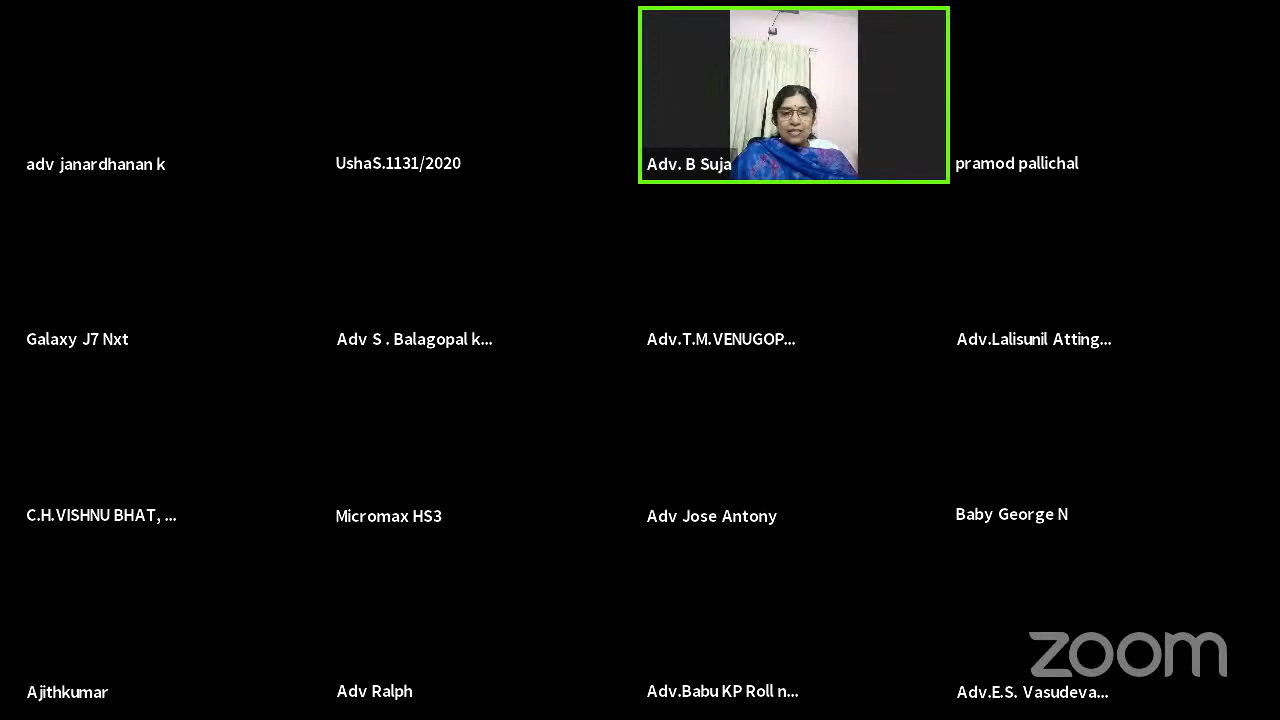 adv janardhanan k
UshaS.1131/2020
Adv. B Suja
pramod pallichal
Galaxy J7 Nxt
Adv S . Balagopal k...
Adv.T.M.VENUGOP...
Adv.Lalisunil Atting...
C.H.VISHNU BHAT, ...
Micromax HS3
Adv Jose Antony
Baby George N
Ajithkumar
Adv Ralph
Adv.Babu KP Roll n...
Adv.E.S. Vasudeva...
zoom